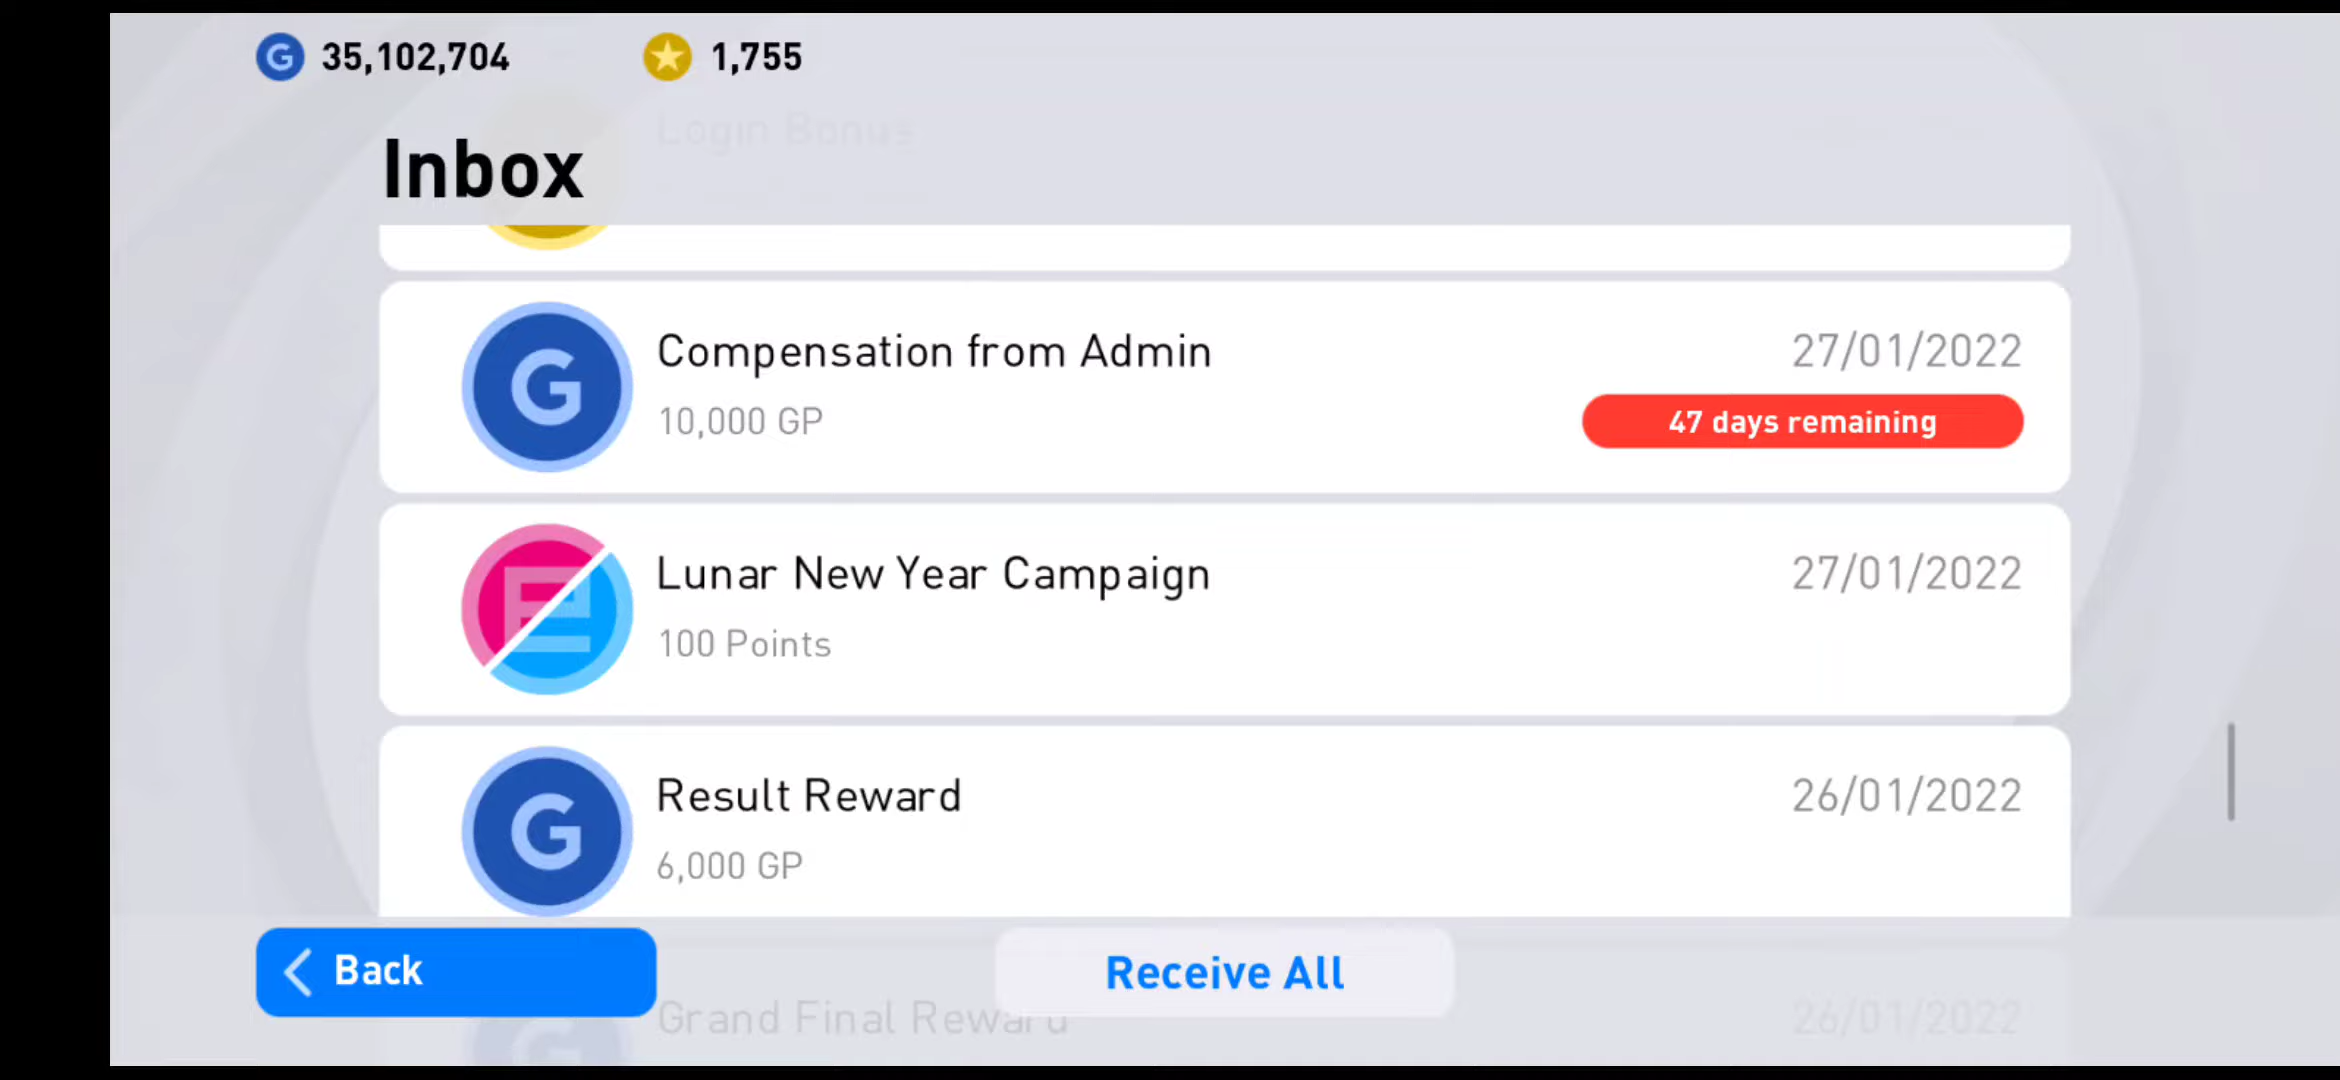 35,102,704
1,755
Login Bonus
Inbox
Compensation from Admin
27/01/2022
10,000 GP
47 days remaining
Lunar New Year Campaign
27/01/2022
100 Points
Result Reward
26/01/2022
6,000 GP
Back
Receive All
Grand Final Reward
26/01/2022